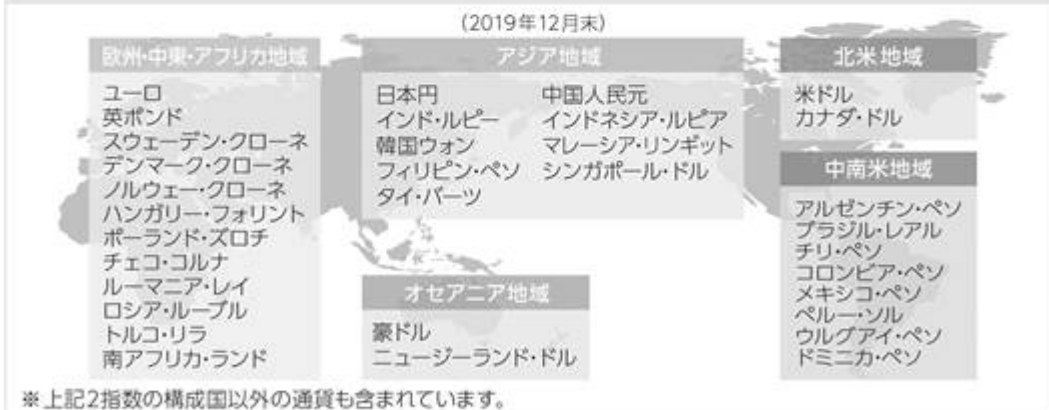 (2019年12月末)
欧州・中東・アフリカ地域
ユーロ
英ポンド
スウェーデン・クローネ
デンマーク・クローネ
ノルウェー・クローネ
ハンガリー・フォリント
ポーランド・ズロチ
チェコ・コルナ
ルーマニア・レイ
ロシア・ルーブル
トルコ・リラ
南アフリカ・ランド
アジア地域
日本円 中国人民元
インド・ルピー インドネシア・ルピア
韓国ウォン マレーシア・リンギット
フィリピン・ペソ シンガポール・ドル
タイ・バーツ
オセアニア地域
豪ドル
ニュージーランド・ドル
北米地域
米ドル
カナダ・ドル
中南米地域
アルゼンチン・ペソ
ブラジル・レアル
チリ・ペソ
コロンビア・ペソ
メキシコ・ペソ
ペルー・ソル
ウルグアイ・ペソ
ドミニカ・ペソ
※上記2指数の構成国以外の通貨も含まれています。